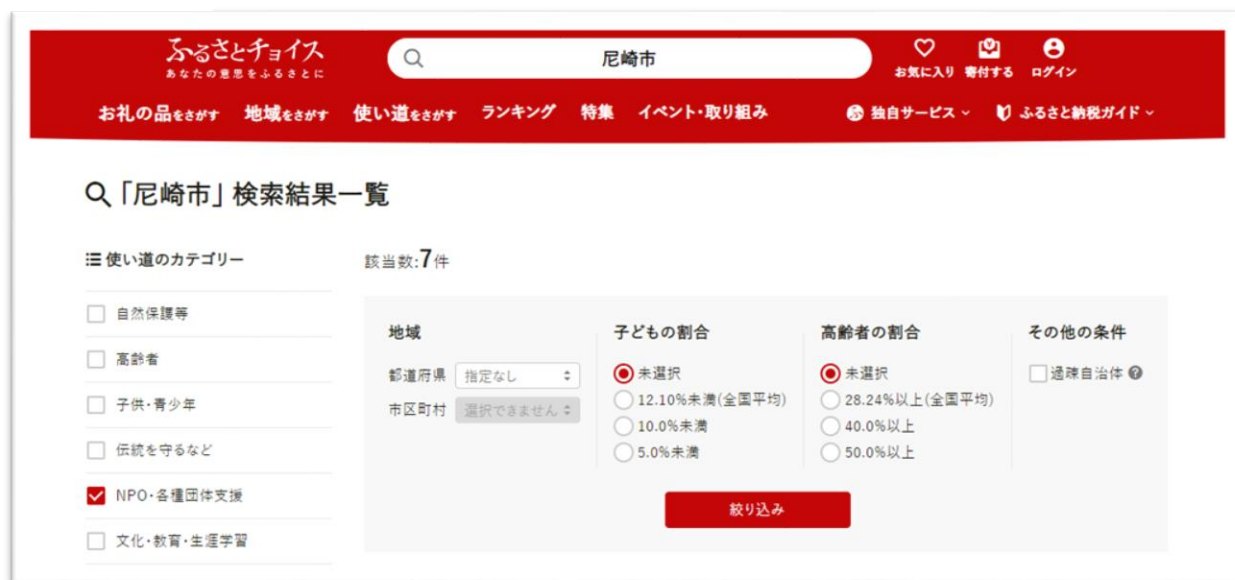 ふるさとチョイス
あなたの意思をふるさとに
尼崎市
お気に入り 寄付する ログイン
お礼の品をさがす 地域をさがす 使い道をさがす ランキング 特集 イベント・取り組み 独自サービス ふるさと納税ガイド
「尼崎市」検索結果一覧
使い道のカテゴリー
該当数:7件
自然保護等
高齢者
子供・青少年
伝統を守るなど
NPO・各種団体支援
文化・教育・生涯学習
地域
都道府県 指定なし
市区町村 選択できません
子どもの割合
未選択
12.10%未満(全国平均)
10.0%未満
5.0%未満
高齢者の割合
未選択
28.24%以上(全国平均)
40.0%以上
50.0%以上
その他の条件
過疎自治体 ?
絞り込み